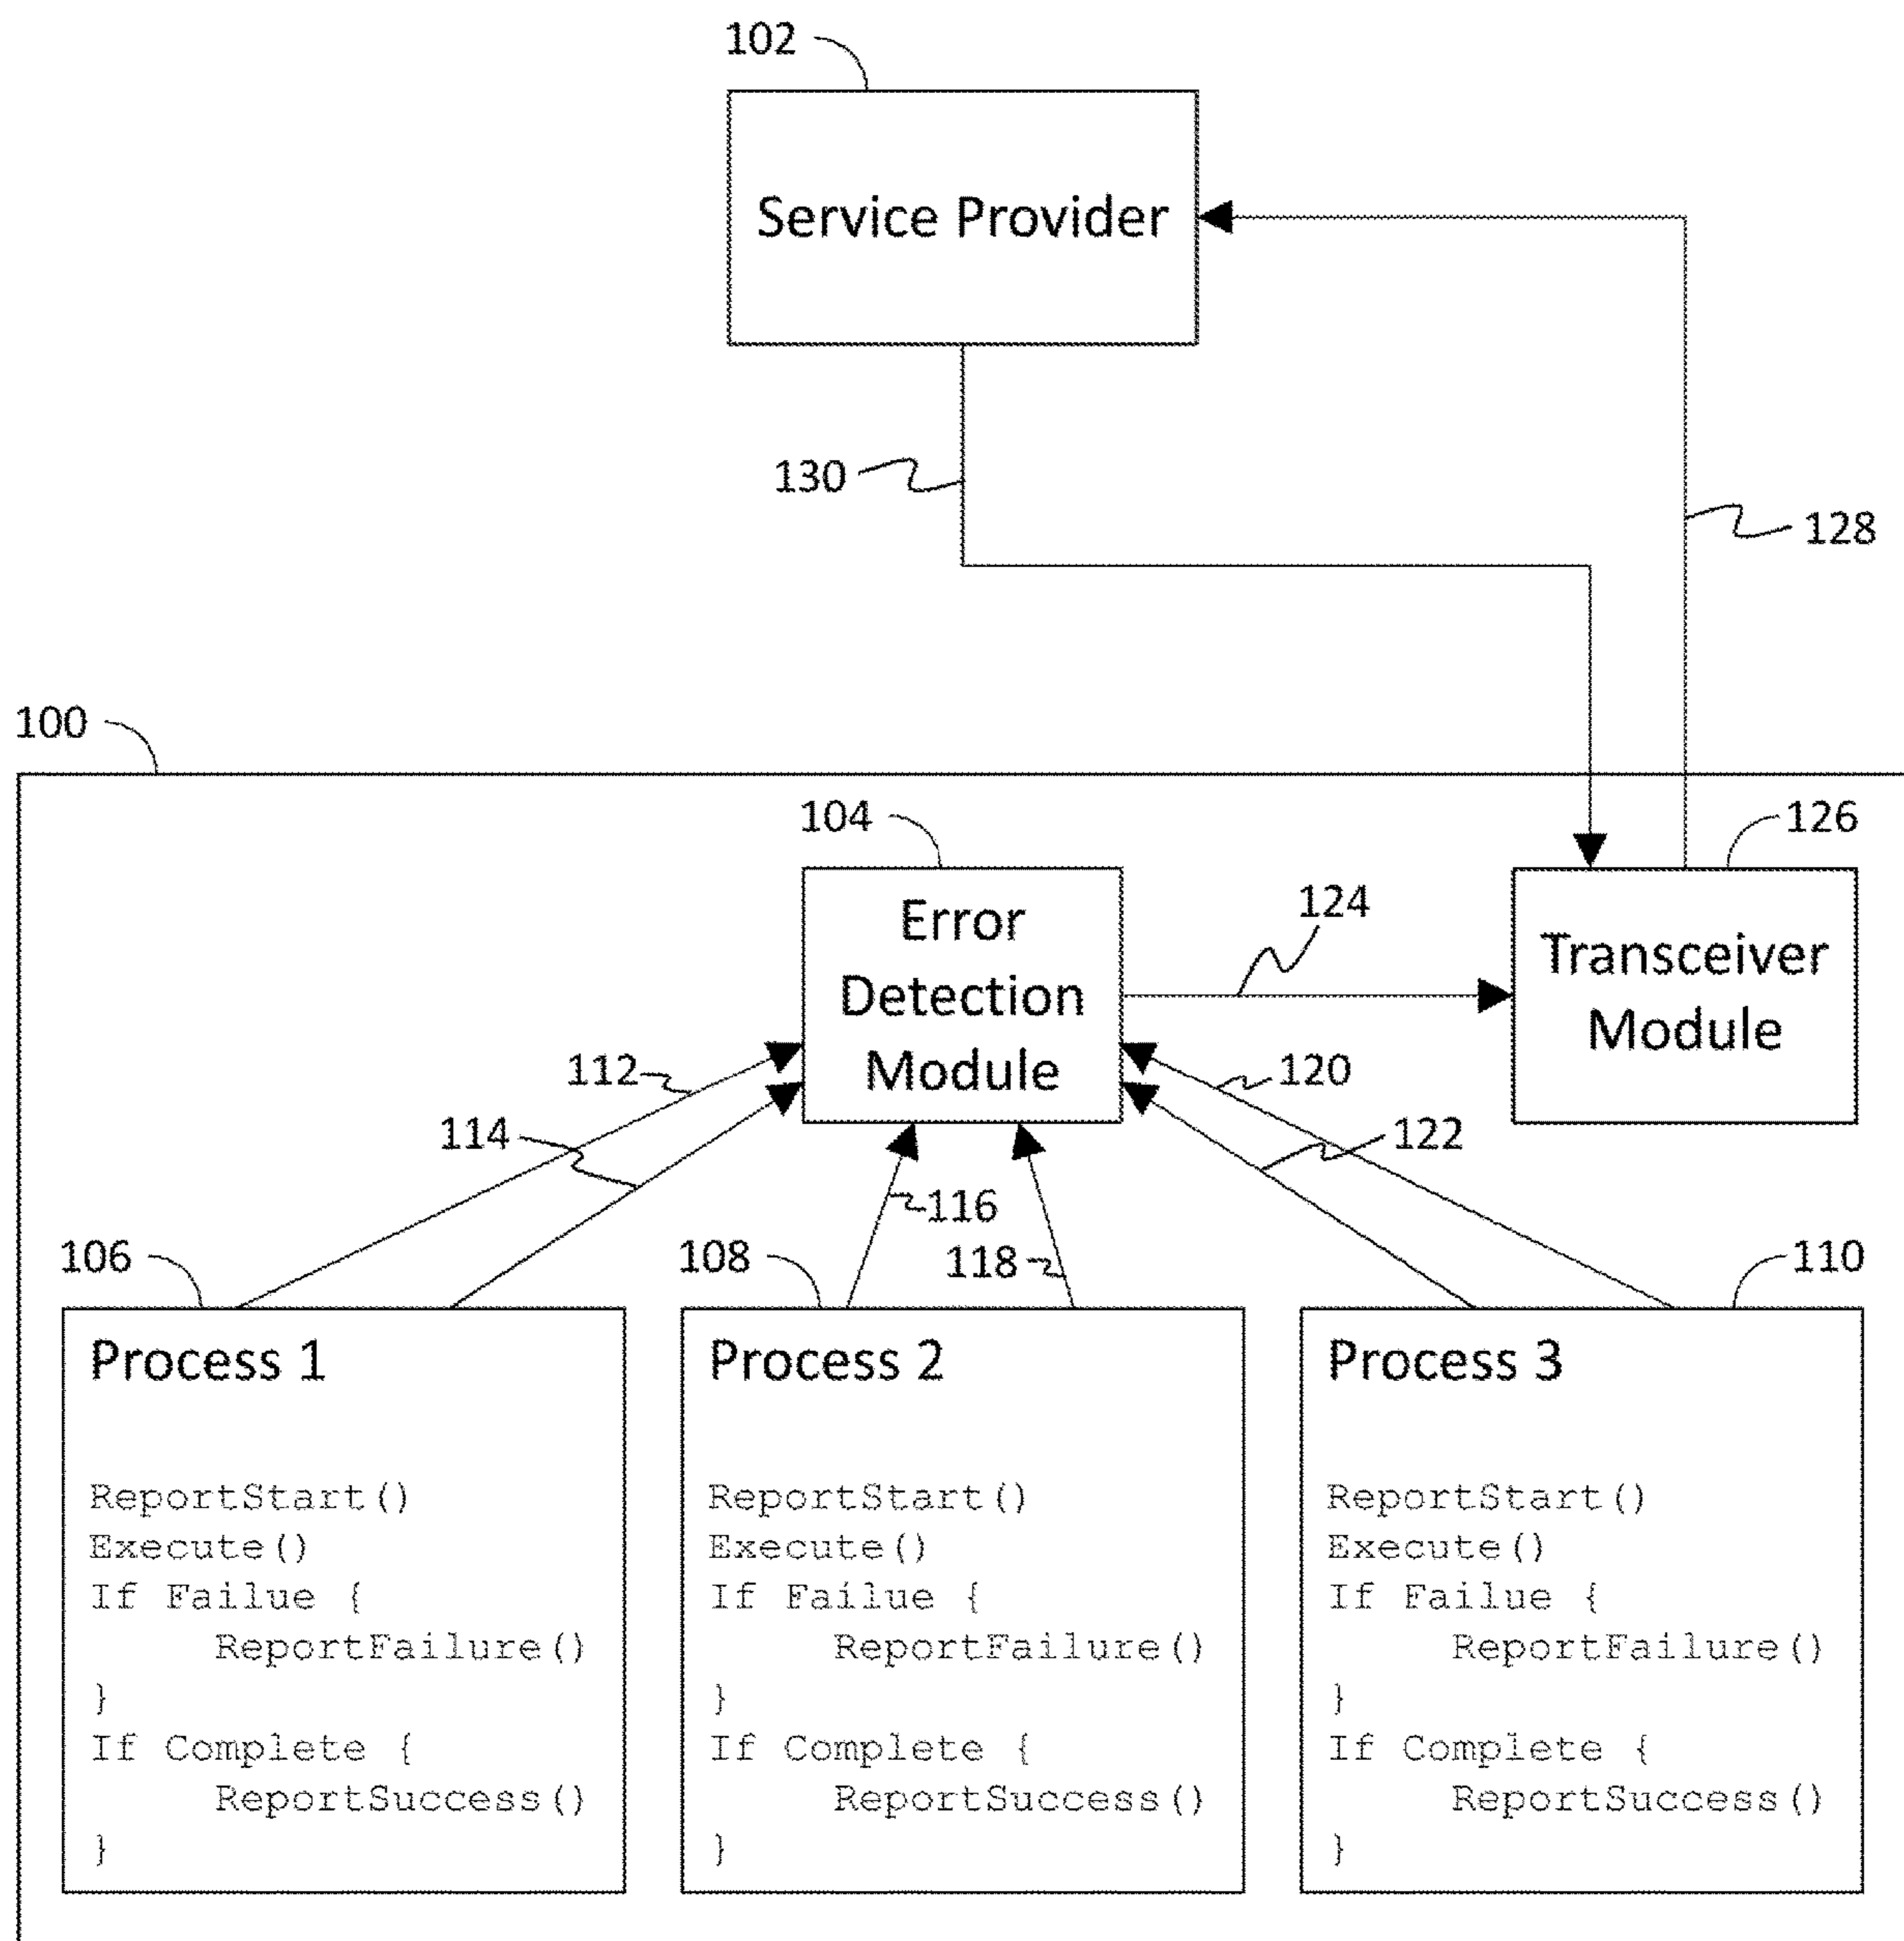 102
Service Provider
130
128
100
104
126
Error
Detection
Module
124
Transceiver
Module
112
120
114
122
116
118
106
108
110
Process 1
ReportStart()
Execute()
If Failue {
ReportFailure()
}
If Complete {
ReportSuccess()
}
Process 2
ReportStart()
Execute()
If Failue {
ReportFailure()
}
If Complete {
ReportSuccess()
}
Process 3
ReportStart()
Execute()
If Failue {
ReportFailure()
}
If Complete {
ReportSuccess()
}